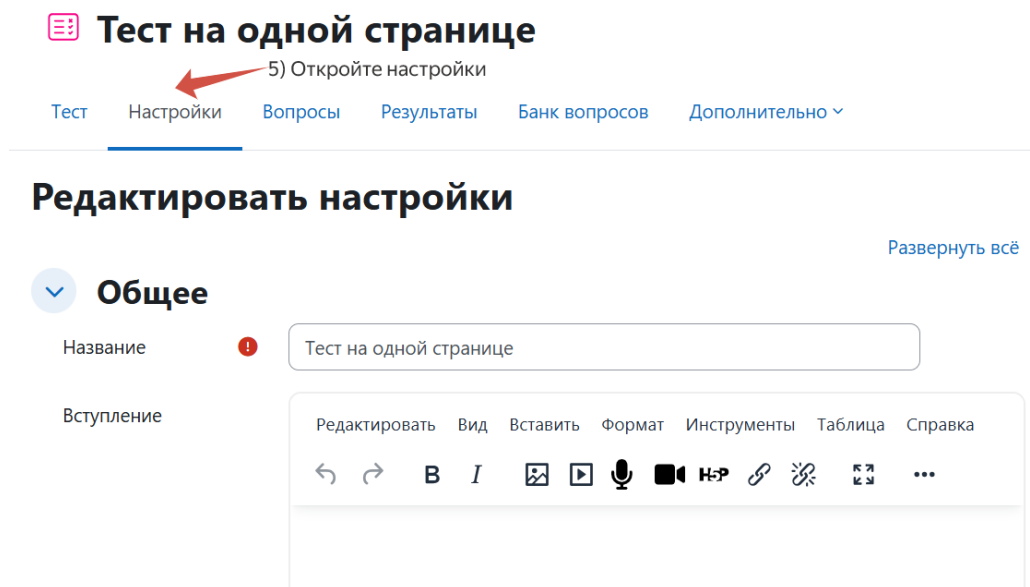 Тест на одной странице
5) Откройте настройки
Тест Настройки Вопросы Результаты Банк вопросов Дополнительно
Редактировать настройки
Развернуть всё
Общее
Название ! Тест на одной странице
Вступление
Редактировать Вид Вставить Формат Инструменты Таблица Справка
B I H5P